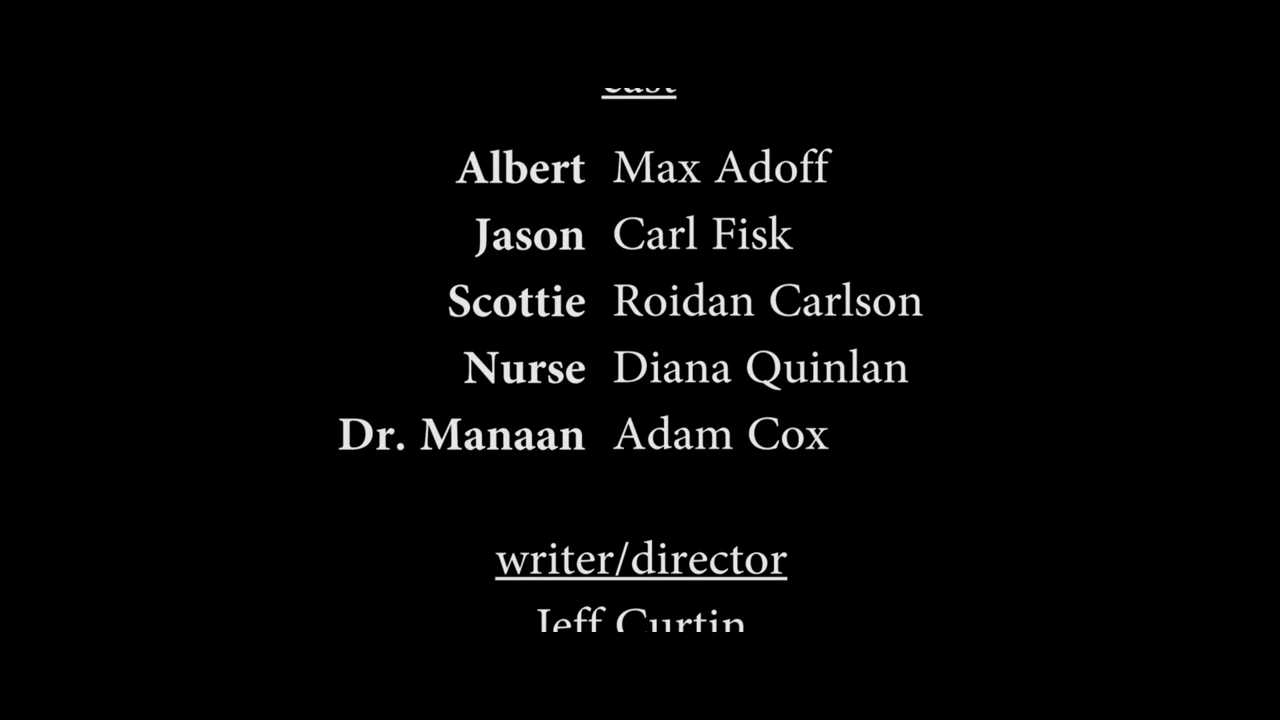 cast
Albert Max Adoff
Jason Carl Fisk
Scottie Roidan Carlson
Nurse Diana Quinlan
Dr. Manaan Adam Cox
writer/director
Jeff Curtin